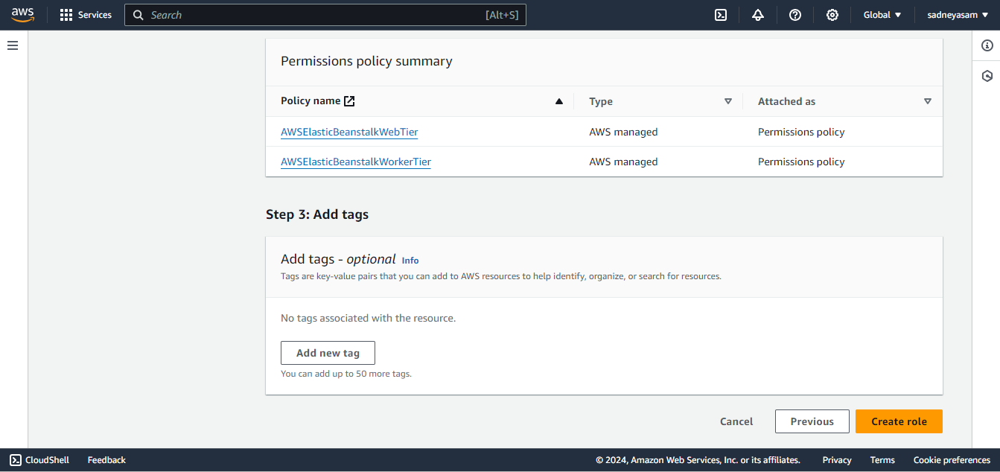 aws Services Search [Alt+S] Global sadneyasam
Permissions policy summary
Policy name Type Attached as
AWSElasticBeanstalkWebTier AWS managed Permissions policy
AWSElasticBeanstalkWorkerTier AWS managed Permissions policy
Step 3: Add tags
Add tags - optional Info
Tags are key-value pairs that you can add to AWS resources to help identify, organize, or search for resources.
No tags associated with the resource.
Add new tag
You can add up to 50 more tags.
Cancel Previous Create role
CloudShell Feedback © 2024, Amazon Web Services, Inc. or its affiliates. Privacy Terms Cookie preferences